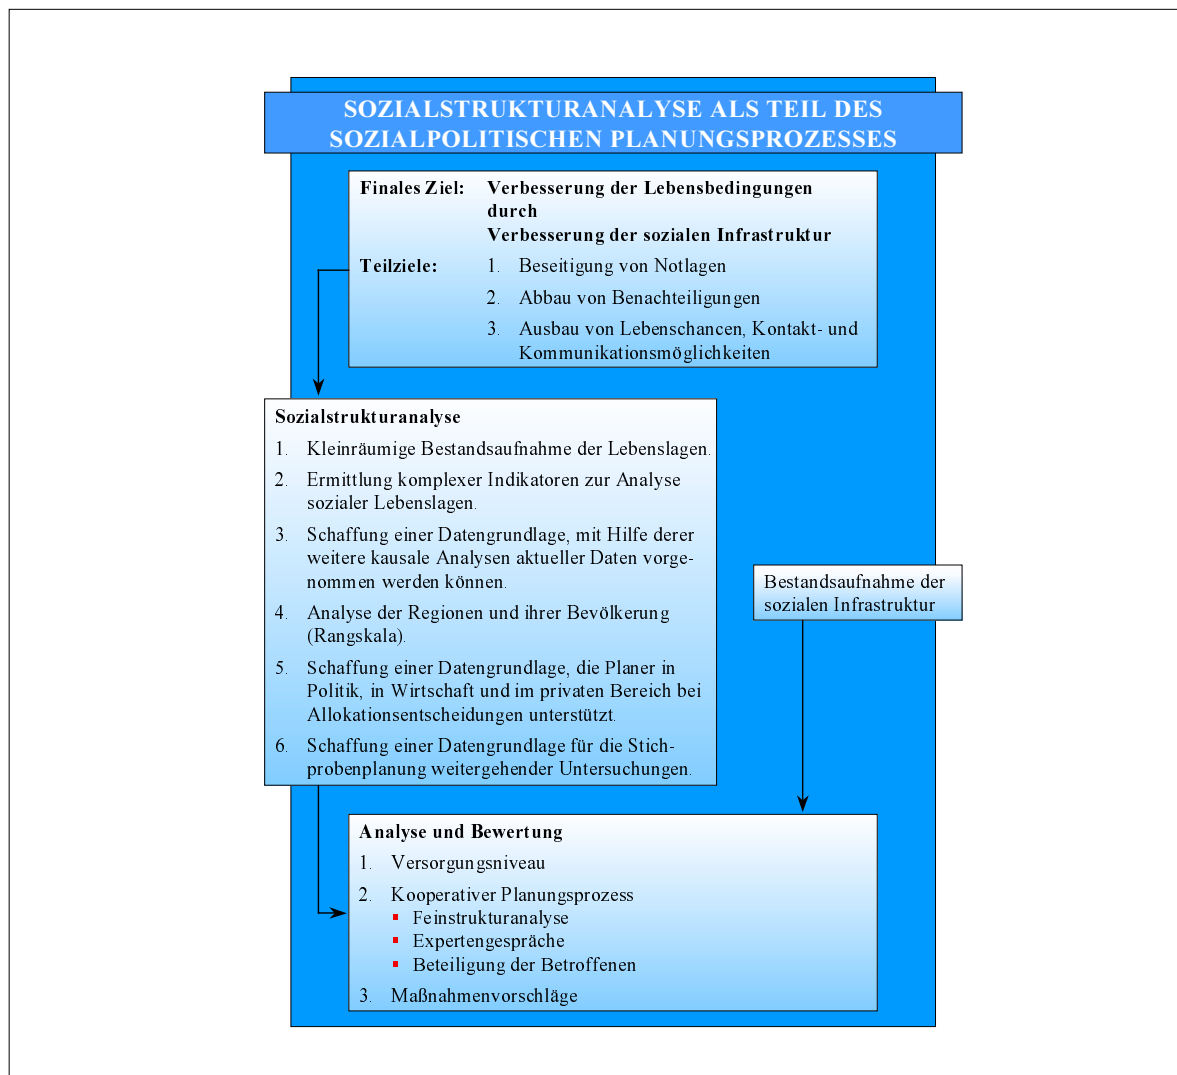 SOZIALSTRUKTURANALYSE ALS TEIL DES
SOZIALPOLITISCHEN PLANUNGSPROZESSES
Finales Ziel: Verbesserung der Lebensbedingungen
durch
Verbesserung der sozialen Infrastruktur
Teilziele: 1. Beseitigung von Notlagen
2. Abbau von Benachteiligungen
3. Ausbau von Lebenschancen, Kontakt- und
Kommunikationsmöglichkeiten
Sozialstrukturanalyse
1. Kleinräumige Bestandsaufnahme der Lebenslagen.
2. Ermittlung komplexer Indikatoren zur Analyse
sozialer Lebenslagen.
3. Schaffung einer Datengrundlage, mit Hilfe derer
weitere kausale Analysen aktueller Daten vorge-
nommen werden können.
4. Analyse der Regionen und ihrer Bevölkerung
(Rangskala).
5. Schaffung einer Datengrundlage, die Planer in
Politik, in Wirtschaft und im privaten Bereich bei
Allokationsentscheidungen unterstützt.
6. Schaffung einer Datengrundlage für die Stich-
probenplanung weitergehender Untersuchungen.
Bestandsaufnahme der
sozialen Infrastruktur
Analyse und Bewertung
1. Versorgungsniveau
2. Kooperativer Planungsprozess
▪ Feinstrukturanalyse
▪ Expertengespräche
▪ Beteiligung der Betroffenen
3. Maßnahmenvorschläge